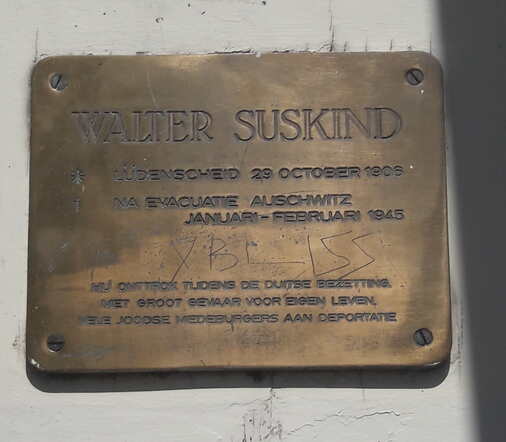 WALTER SUSKIND
* LÜDENSCHEID 29 OCTOBER 1906
† NA EVACUATIE AUSCHWITZ
JANUARI-FEBRUARI 1945
HIJ ONTTROK TIJDENS DE DUITSE BEZETTING,
MET GROOT GEVAAR VOOR EIGEN LEVEN,
VELE JOODSE MEDEBURGERS AAN DEPORTATIE